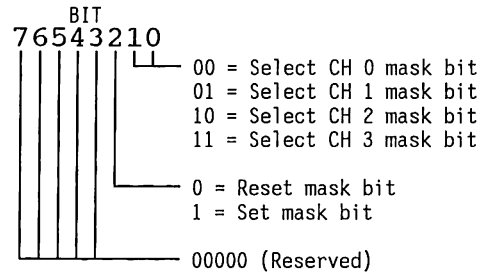 BIT
76543210
00 = Select CH 0 mask bit
01 = Select CH 1 mask bit
10 = Select CH 2 mask bit
11 = Select CH 3 mask bit
0 = Reset mask bit
1 = Set mask bit
00000 (Reserved)